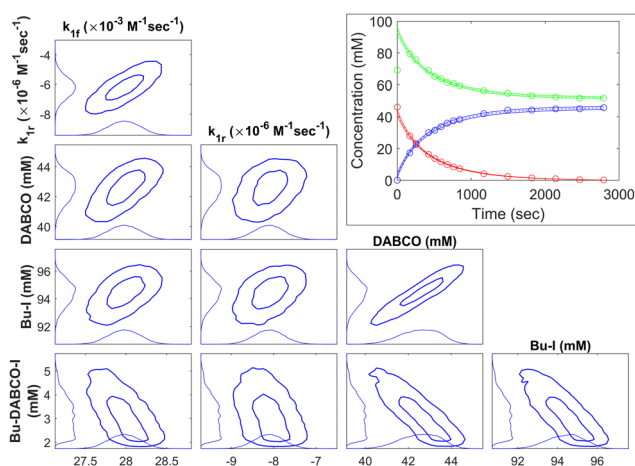 k1f (×10-3 M-1sec-1)
k1r (×10-6 M-1sec-1)
-4
-6
-8
k1r (×10-6 M-1sec-1)
DABCO (mM)
44
42
40
DABCO (mM)
Bu-I (mM)
96
94
92
Bu-I (mM)
Bu-DABCO-I (mM)
5
4
3
2
27.5 28 28.5
-9 -8 -7
40 42 44
92 94 96
Concentration (mM)
100
80
60
40
20
0
0 1000 2000 3000
Time (sec)